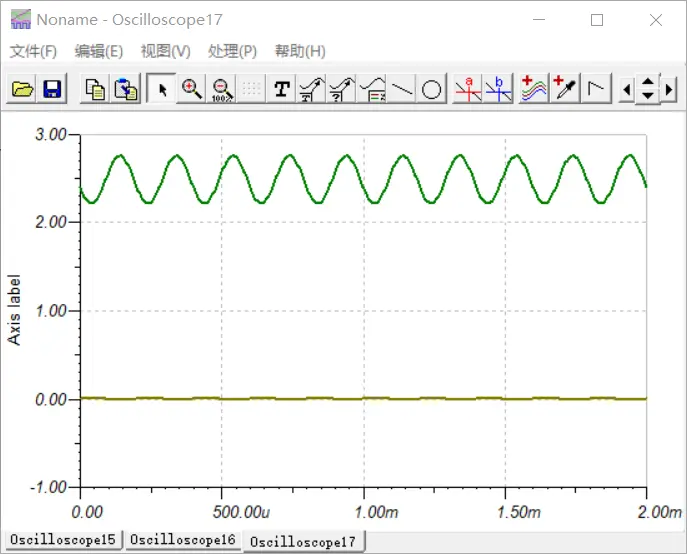 Noname - Oscilloscope17
文件(F) 编辑(E) 视图(V) 处理(P) 帮助(H)
100%
T
T
?
a
b
3.00
2.00
1.00
0.00
-1.00
Axis label
0.00 500.00u 1.00m 1.50m 2.00m
Oscilloscope15 Oscilloscope16 Oscilloscope17